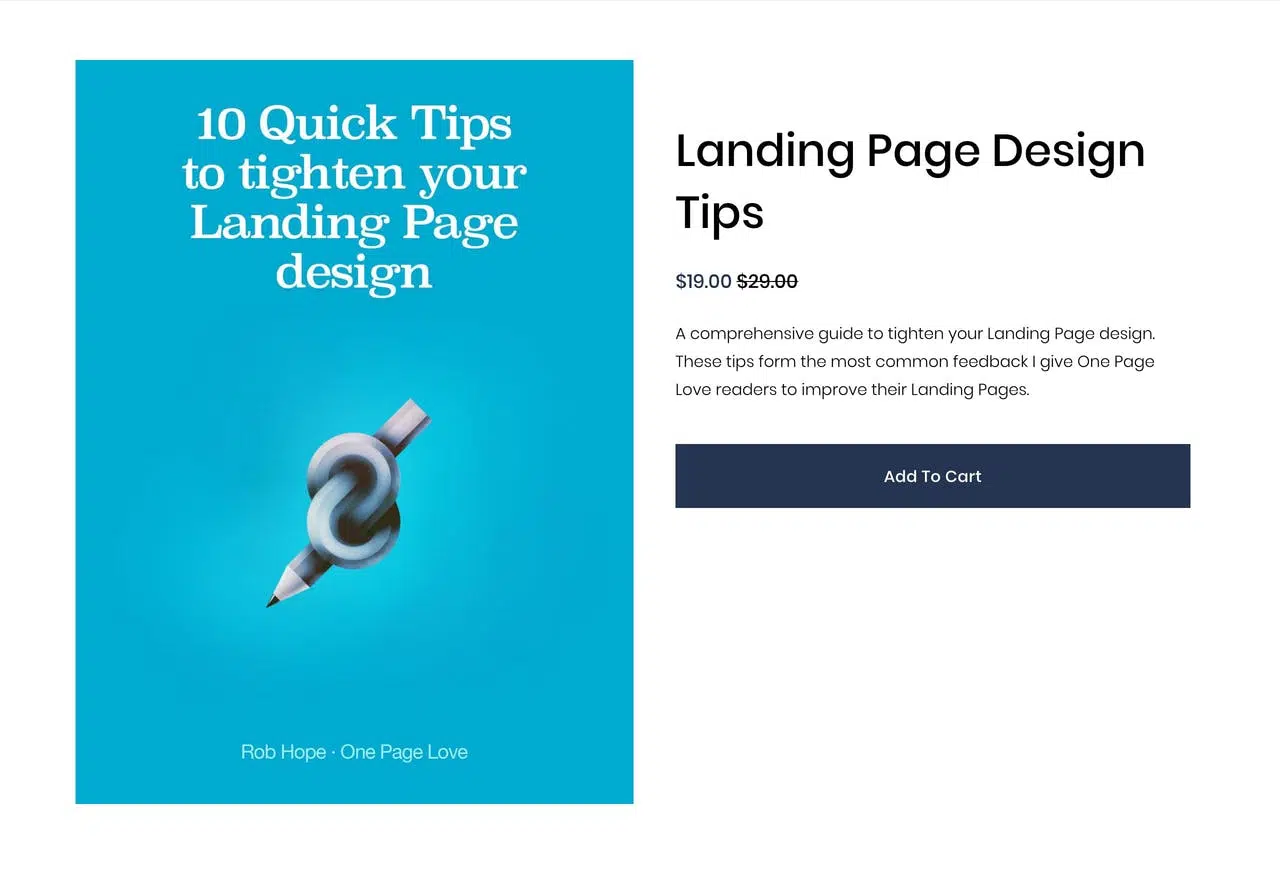 10 Quick Tips
to tighten your
Landing Page
design
Rob Hope · One Page Love
Landing Page Design
Tips
$19.00 $29.00
A comprehensive guide to tighten your Landing Page design.
These tips form the most common feedback I give One Page
Love readers to improve their Landing Pages.
Add To Cart